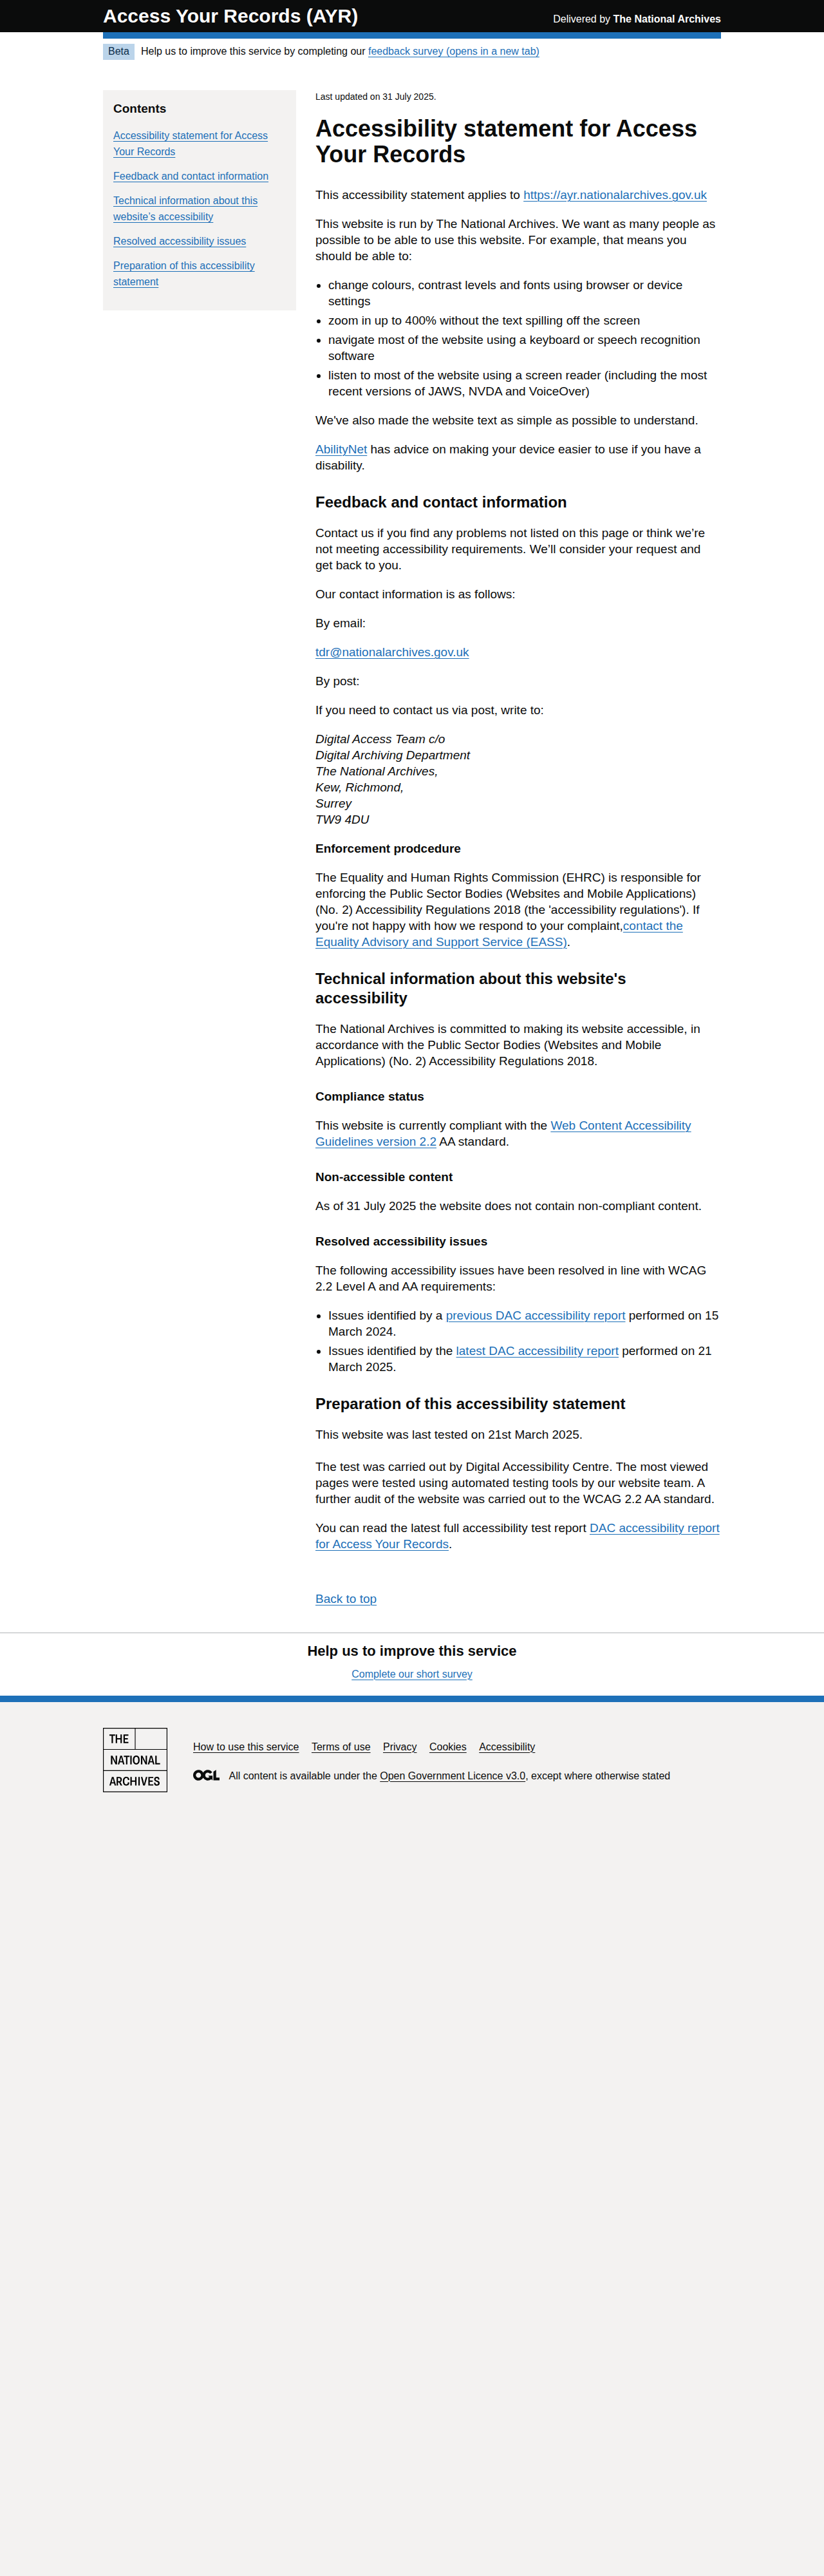 Access Your Records (AYR)
Delivered by The National Archives
Beta
Help us to improve this service by completing our feedback survey (opens in a new tab)
Contents
Accessibility statement for Access
Your Records
Feedback and contact information
Technical information about this
website’s accessibility
Resolved accessibility issues
Preparation of this accessibility
statement
Last updated on 31 July 2025.
Accessibility statement for Access
Your Records
This accessibility statement applies to https://ayr.nationalarchives.gov.uk
This website is run by The National Archives. We want as many people as
possible to be able to use this website. For example, that means you
should be able to:
• change colours, contrast levels and fonts using browser or device
settings
• zoom in up to 400% without the text spilling off the screen
• navigate most of the website using a keyboard or speech recognition
software
• listen to most of the website using a screen reader (including the most
recent versions of JAWS, NVDA and VoiceOver)
We've also made the website text as simple as possible to understand.
AbilityNet has advice on making your device easier to use if you have a
disability.
Feedback and contact information
Contact us if you find any problems not listed on this page or think we’re
not meeting accessibility requirements. We’ll consider your request and
get back to you.
Our contact information is as follows:
By email:
tdr@nationalarchives.gov.uk
By post:
If you need to contact us via post, write to:
Digital Access Team c/o
Digital Archiving Department
The National Archives,
Kew, Richmond,
Surrey
TW9 4DU
Enforcement prodcedure
The Equality and Human Rights Commission (EHRC) is responsible for
enforcing the Public Sector Bodies (Websites and Mobile Applications)
(No. 2) Accessibility Regulations 2018 (the 'accessibility regulations'). If
you're not happy with how we respond to your complaint,contact the
Equality Advisory and Support Service (EASS).
Technical information about this website's
accessibility
The National Archives is committed to making its website accessible, in
accordance with the Public Sector Bodies (Websites and Mobile
Applications) (No. 2) Accessibility Regulations 2018.
Compliance status
This website is currently compliant with the Web Content Accessibility
Guidelines version 2.2 AA standard.
Non-accessible content
As of 31 July 2025 the website does not contain non-compliant content.
Resolved accessibility issues
The following accessibility issues have been resolved in line with WCAG
2.2 Level A and AA requirements:
• Issues identified by a previous DAC accessibility report performed on 15
March 2024.
• Issues identified by the latest DAC accessibility report performed on 21
March 2025.
Preparation of this accessibility statement
This website was last tested on 21st March 2025.
The test was carried out by Digital Accessibility Centre. The most viewed
pages were tested using automated testing tools by our website team. A
further audit of the website was carried out to the WCAG 2.2 AA standard.
You can read the latest full accessibility test report DAC accessibility report
for Access Your Records.
Back to top
Help us to improve this service
Complete our short survey
THE
NATIONAL
ARCHIVES
How to use this service Terms of use Privacy Cookies Accessibility
OGL All content is available under the Open Government Licence v3.0, except where otherwise stated